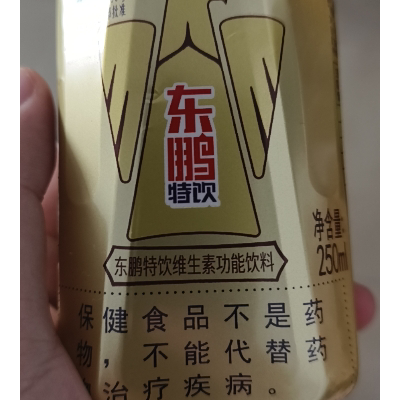 东
鹏
特饮
净含量:
250ml
东鹏特饮维生素功能饮料
保健食品不是药
物，不能代替药
治疗疾病。